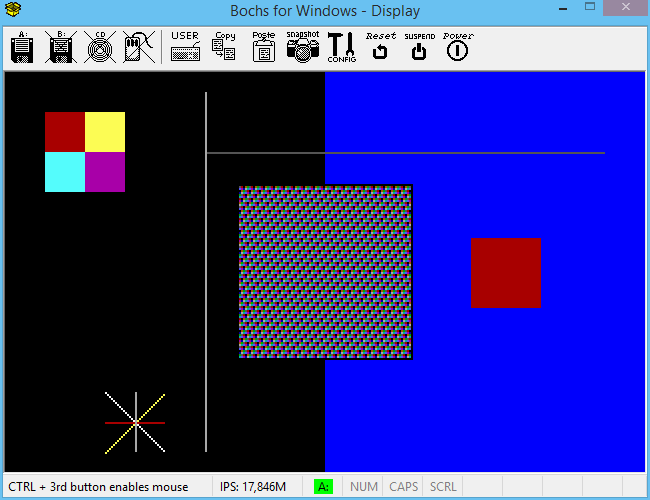 Bochs for Windows - Display
A: B: CD USER Copy Paste snapshot CONFIG Reset SUSPEND Power
CTRL + 3rd button enables mouse IPS: 17,846M A: NUM CAPS SCRL